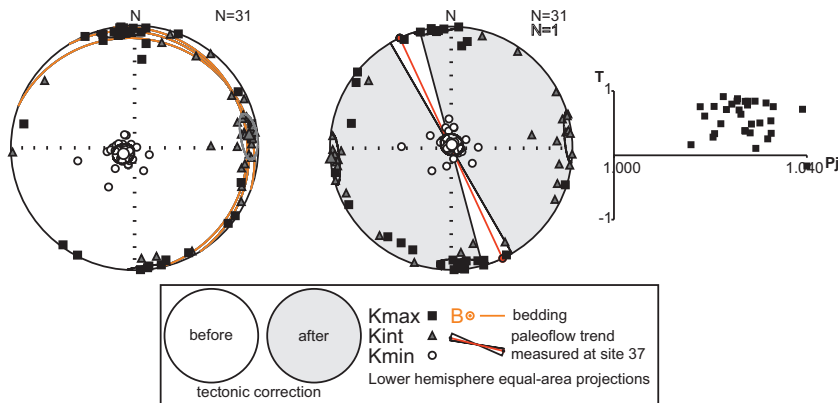 N
N=31
N
N=31
N=1
T
1
1.000
1.040
Pj
-1
before
after
tectonic correction
Kmax
Kint
Kmin
B
bedding
paleoflow trend
measured at site 37
Lower hemisphere equal-area projections